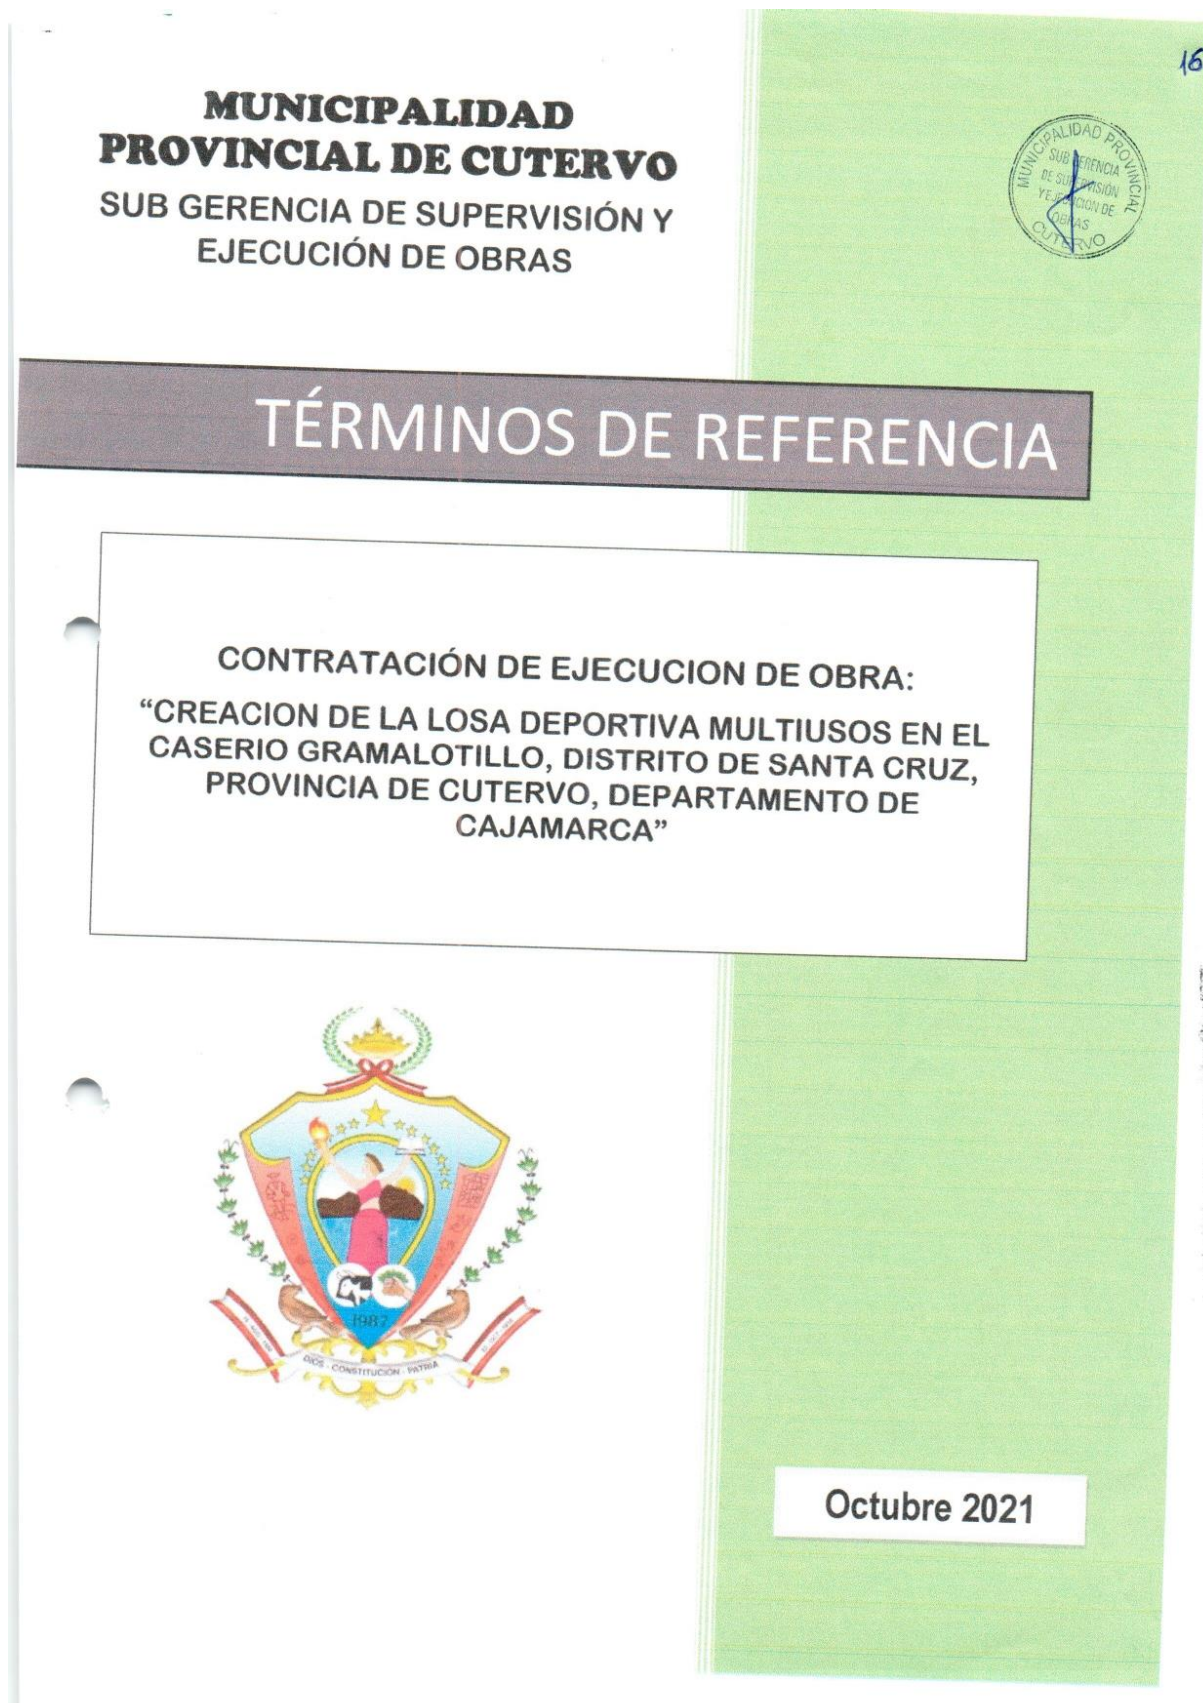 16
MUNICIPALIDAD
PROVINCIAL DE CUTERVO
SUB GERENCIA DE SUPERVISIÓN Y
EJECUCIÓN DE OBRAS
MUNICIPALIDAD PROVINCIAL
SUB GERENCIA
DE SUPERVISIÓN
Y EJECUCION DE
OBRAS
CUTERVO
TÉRMINOS DE REFERENCIA
CONTRATACIÓN DE EJECUCION DE OBRA:
“CREACION DE LA LOSA DEPORTIVA MULTIUSOS EN EL
CASERIO GRAMALOTILLO, DISTRITO DE SANTA CRUZ,
PROVINCIA DE CUTERVO, DEPARTAMENTO DE
CAJAMARCA”
1987
DIOS - CONSTITUCIÓN - PATRIA
Octubre 2021